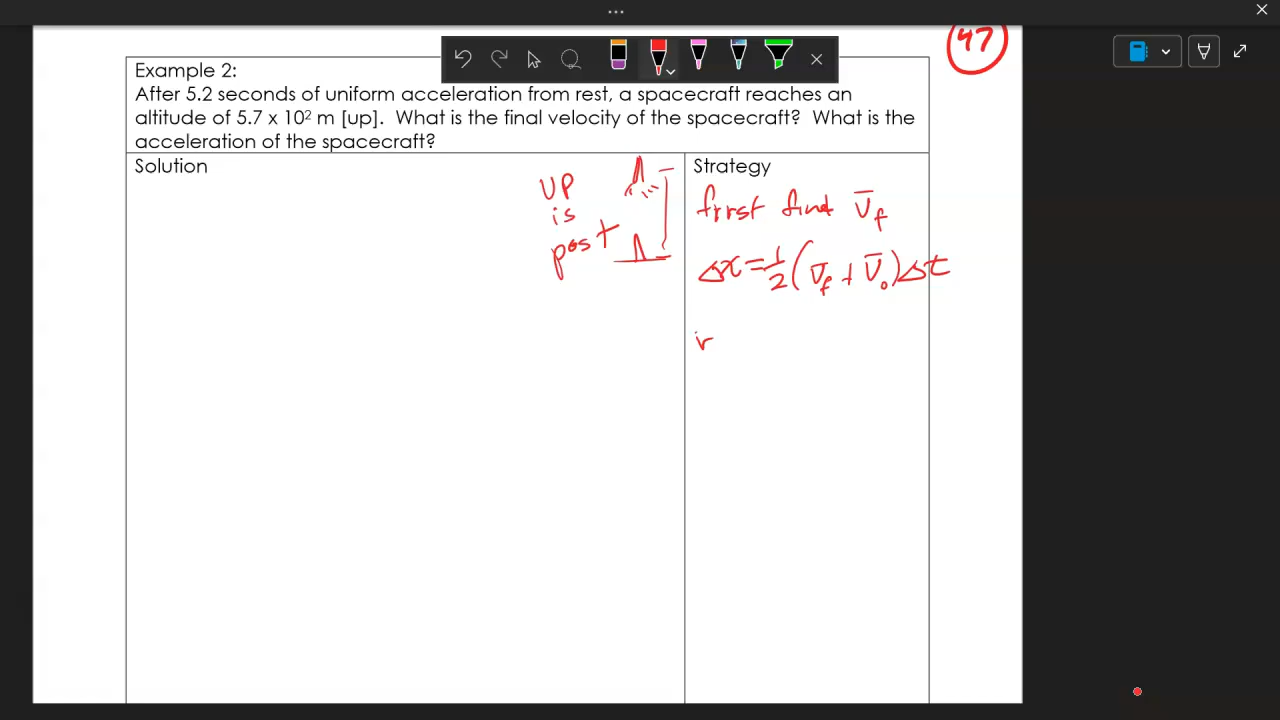 47
Example 2:
After 5.2 seconds of uniform acceleration from rest, a spacecraft reaches an
altitude of 5.7 x 10² m [up]. What is the final velocity of the spacecraft? What is the
acceleration of the spacecraft?
Solution
UP
is
pos +
Strategy
first find v̄f
Δx = 1/2 (v̄f + v̄o) Δt